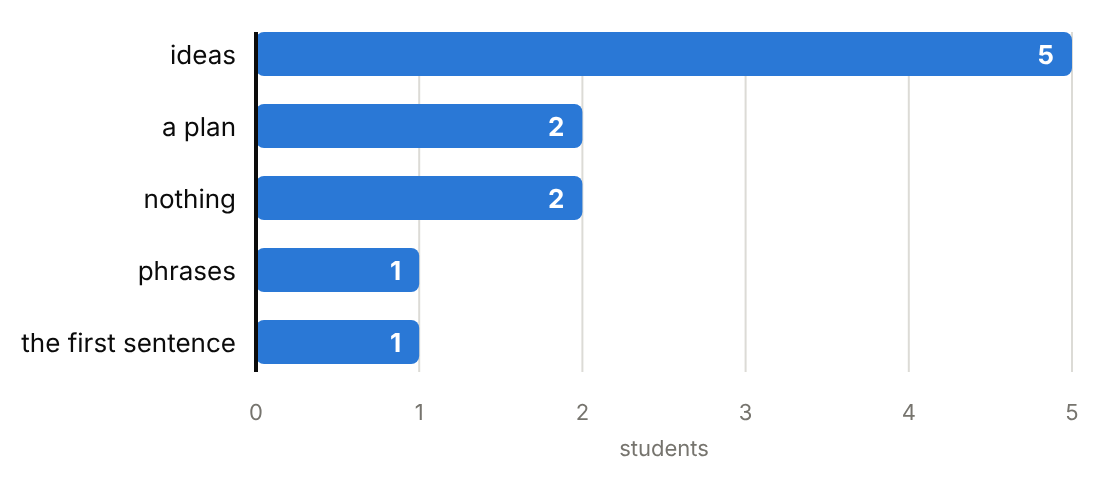 ideas 5
a plan 2
nothing 2
phrases 1
the first sentence 1
0 1 2 3 4 5
students